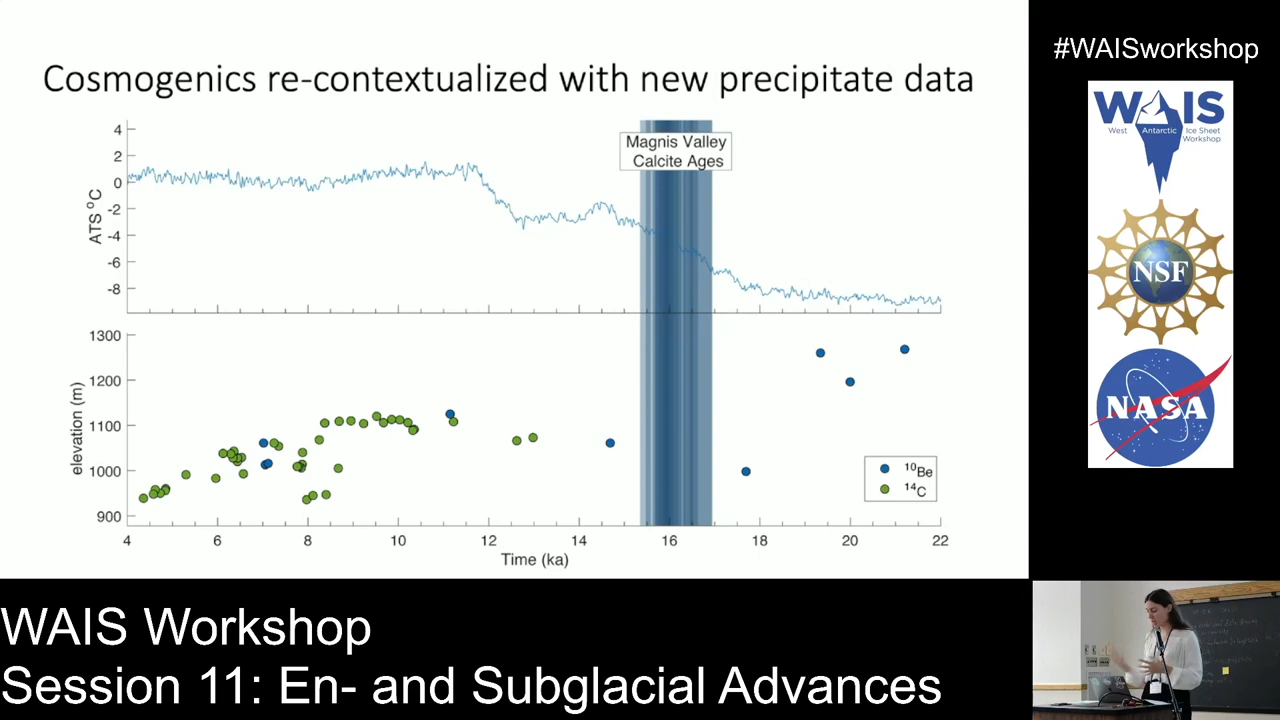 Cosmogenics re-contextualized with new precipitate data
4
2
0
-2
-4
-6
-8
ATS °C
Magnis Valley
Calcite Ages
1300
1200
1100
1000
900
elevation (m)
10Be
14C
4 6 8 10 12 14 16 18 20 22
Time (ka)
#WAISworkshop
WAIS
West Antarctic Ice Sheet
Workshop
NSF
NASA
WAIS Workshop
Session 11: En- and Subglacial Advances